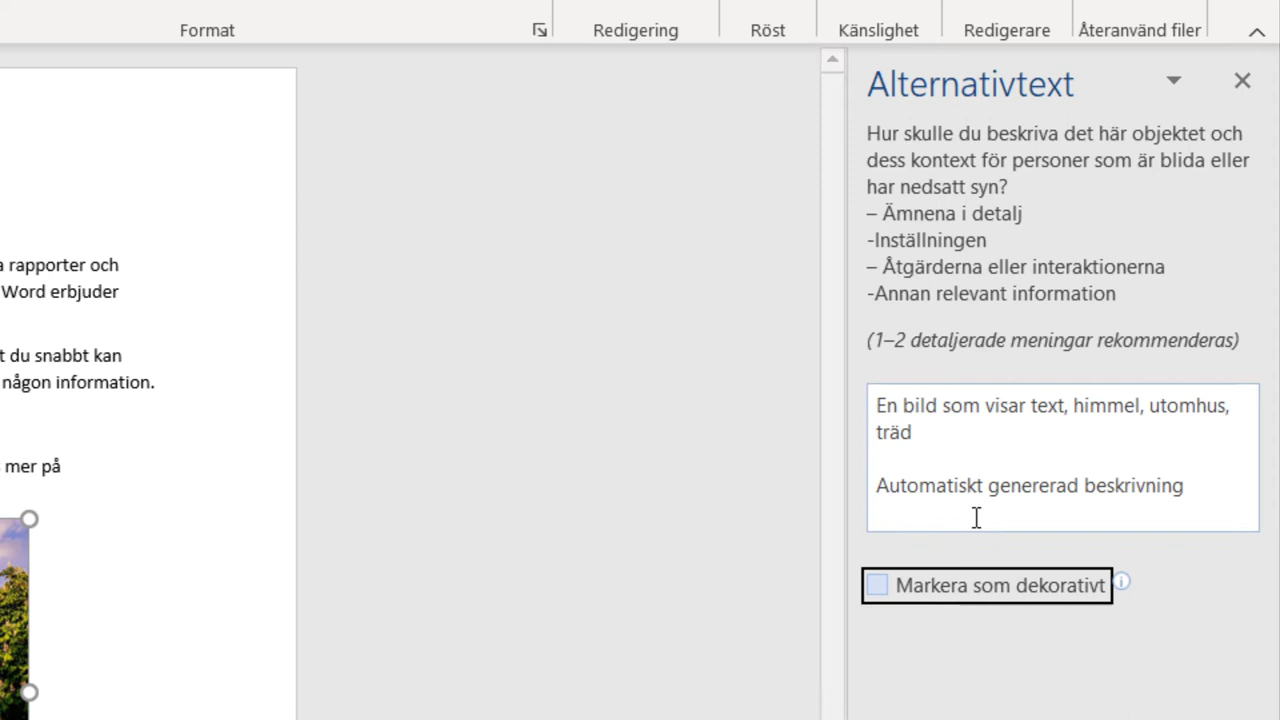 Format
Redigering
Röst
Känslighet
Redigerare
Återanvänd filer
rapporter och
Word erbjuder
du snabbt kan
någon information.
mer på
Alternativtext
Hur skulle du beskriva det här objektet och
dess kontext för personer som är blida eller
har nedsatt syn?
– Ämnena i detalj
-Inställningen
– Åtgärderna eller interaktionerna
-Annan relevant information
(1–2 detaljerade meningar rekommenderas)
En bild som visar text, himmel, utomhus,
träd
Automatiskt genererad beskrivning
Markera som dekorativt